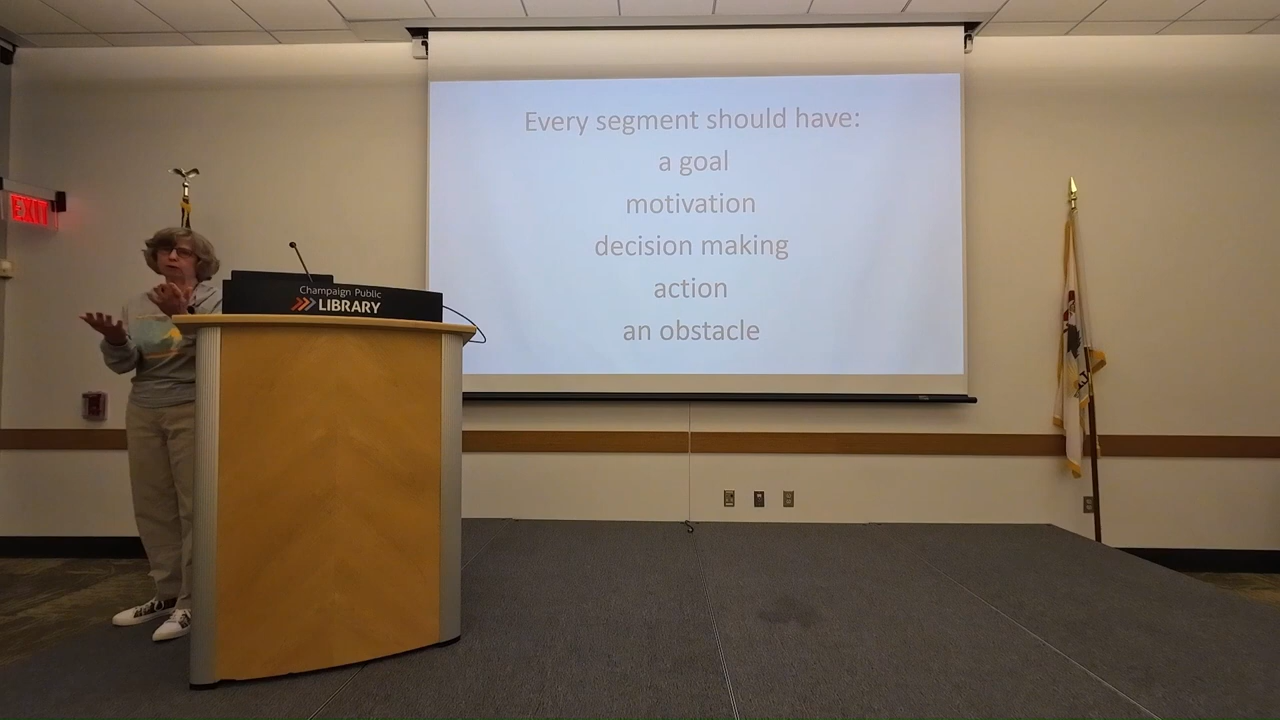 Every segment should have:
a goal
motivation
decision making
action
an obstacle
EXIT
Champaign Public
LIBRARY